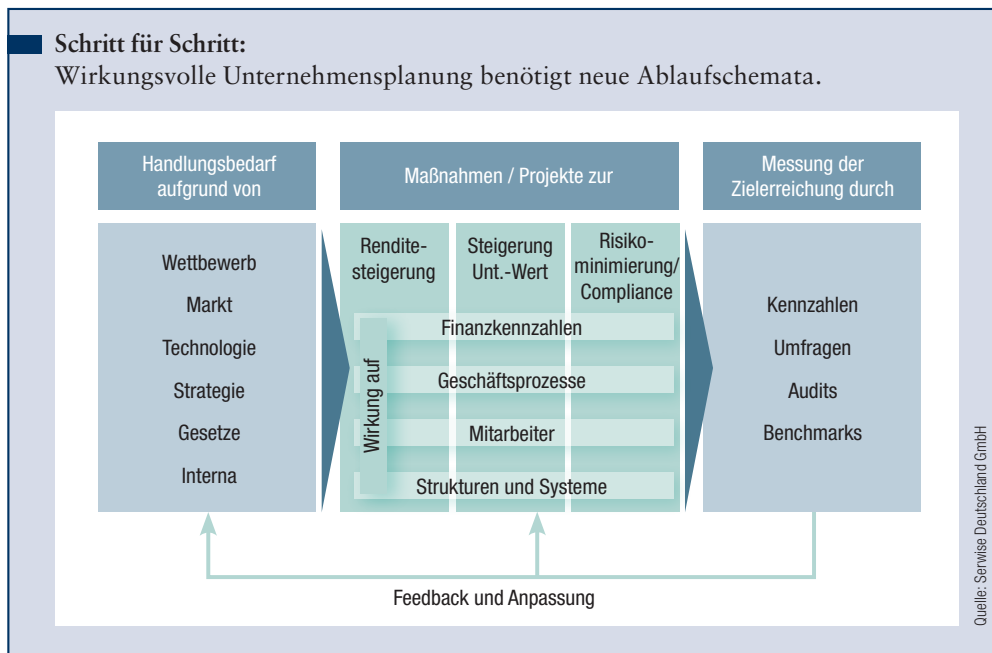 Schritt für Schritt:
Wirkungsvolle Unternehmensplanung benötigt neue Ablaufschemata.
Handlungsbedarf
aufgrund von
Maßnahmen / Projekte zur
Messung der
Zielerreichung durch
Wettbewerb
Markt
Technologie
Strategie
Gesetze
Interna
Rendite-
steigerung
Steigerung
Unt.-Wert
Risiko-
minimierung/
Compliance
Wirkung auf
Finanzkennzahlen
Geschäftsprozesse
Mitarbeiter
Strukturen und Systeme
Kennzahlen
Umfragen
Audits
Benchmarks
Feedback und Anpassung
Quelle: Serwise Deutschland GmbH